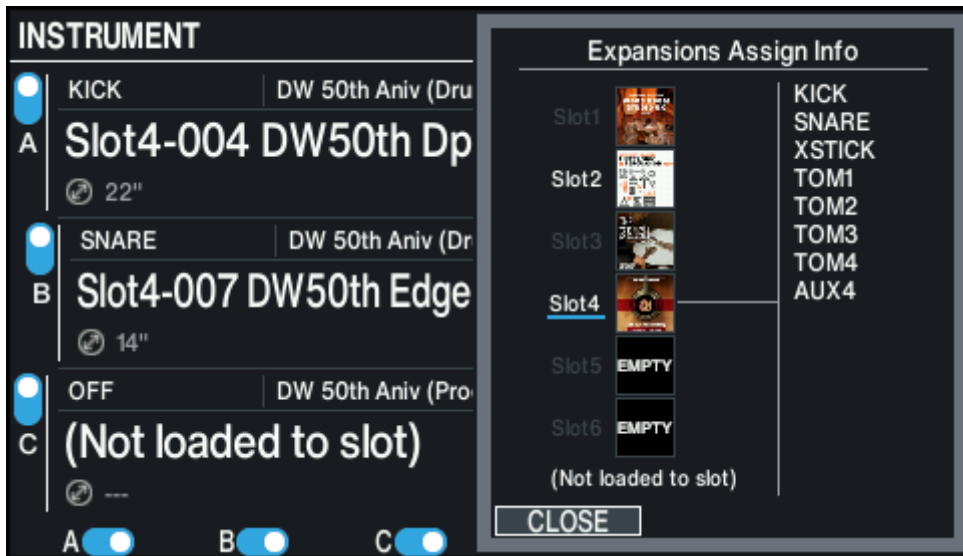 INSTRUMENT
A
KICK
DW 50th Aniv (Dru
Slot4-004 DW50th Dp
22"
B
SNARE
DW 50th Aniv (Dr
Slot4-007 DW50th Edge
14"
C
OFF
DW 50th Aniv (Pro
(Not loaded to slot)
---
A
B
C
Expansions Assign Info
Slot1
Slot2
Slot3
Slot4
Slot5
EMPTY
Slot6
EMPTY
(Not loaded to slot)
KICK
SNARE
XSTICK
TOM1
TOM2
TOM3
TOM4
AUX4
CLOSE